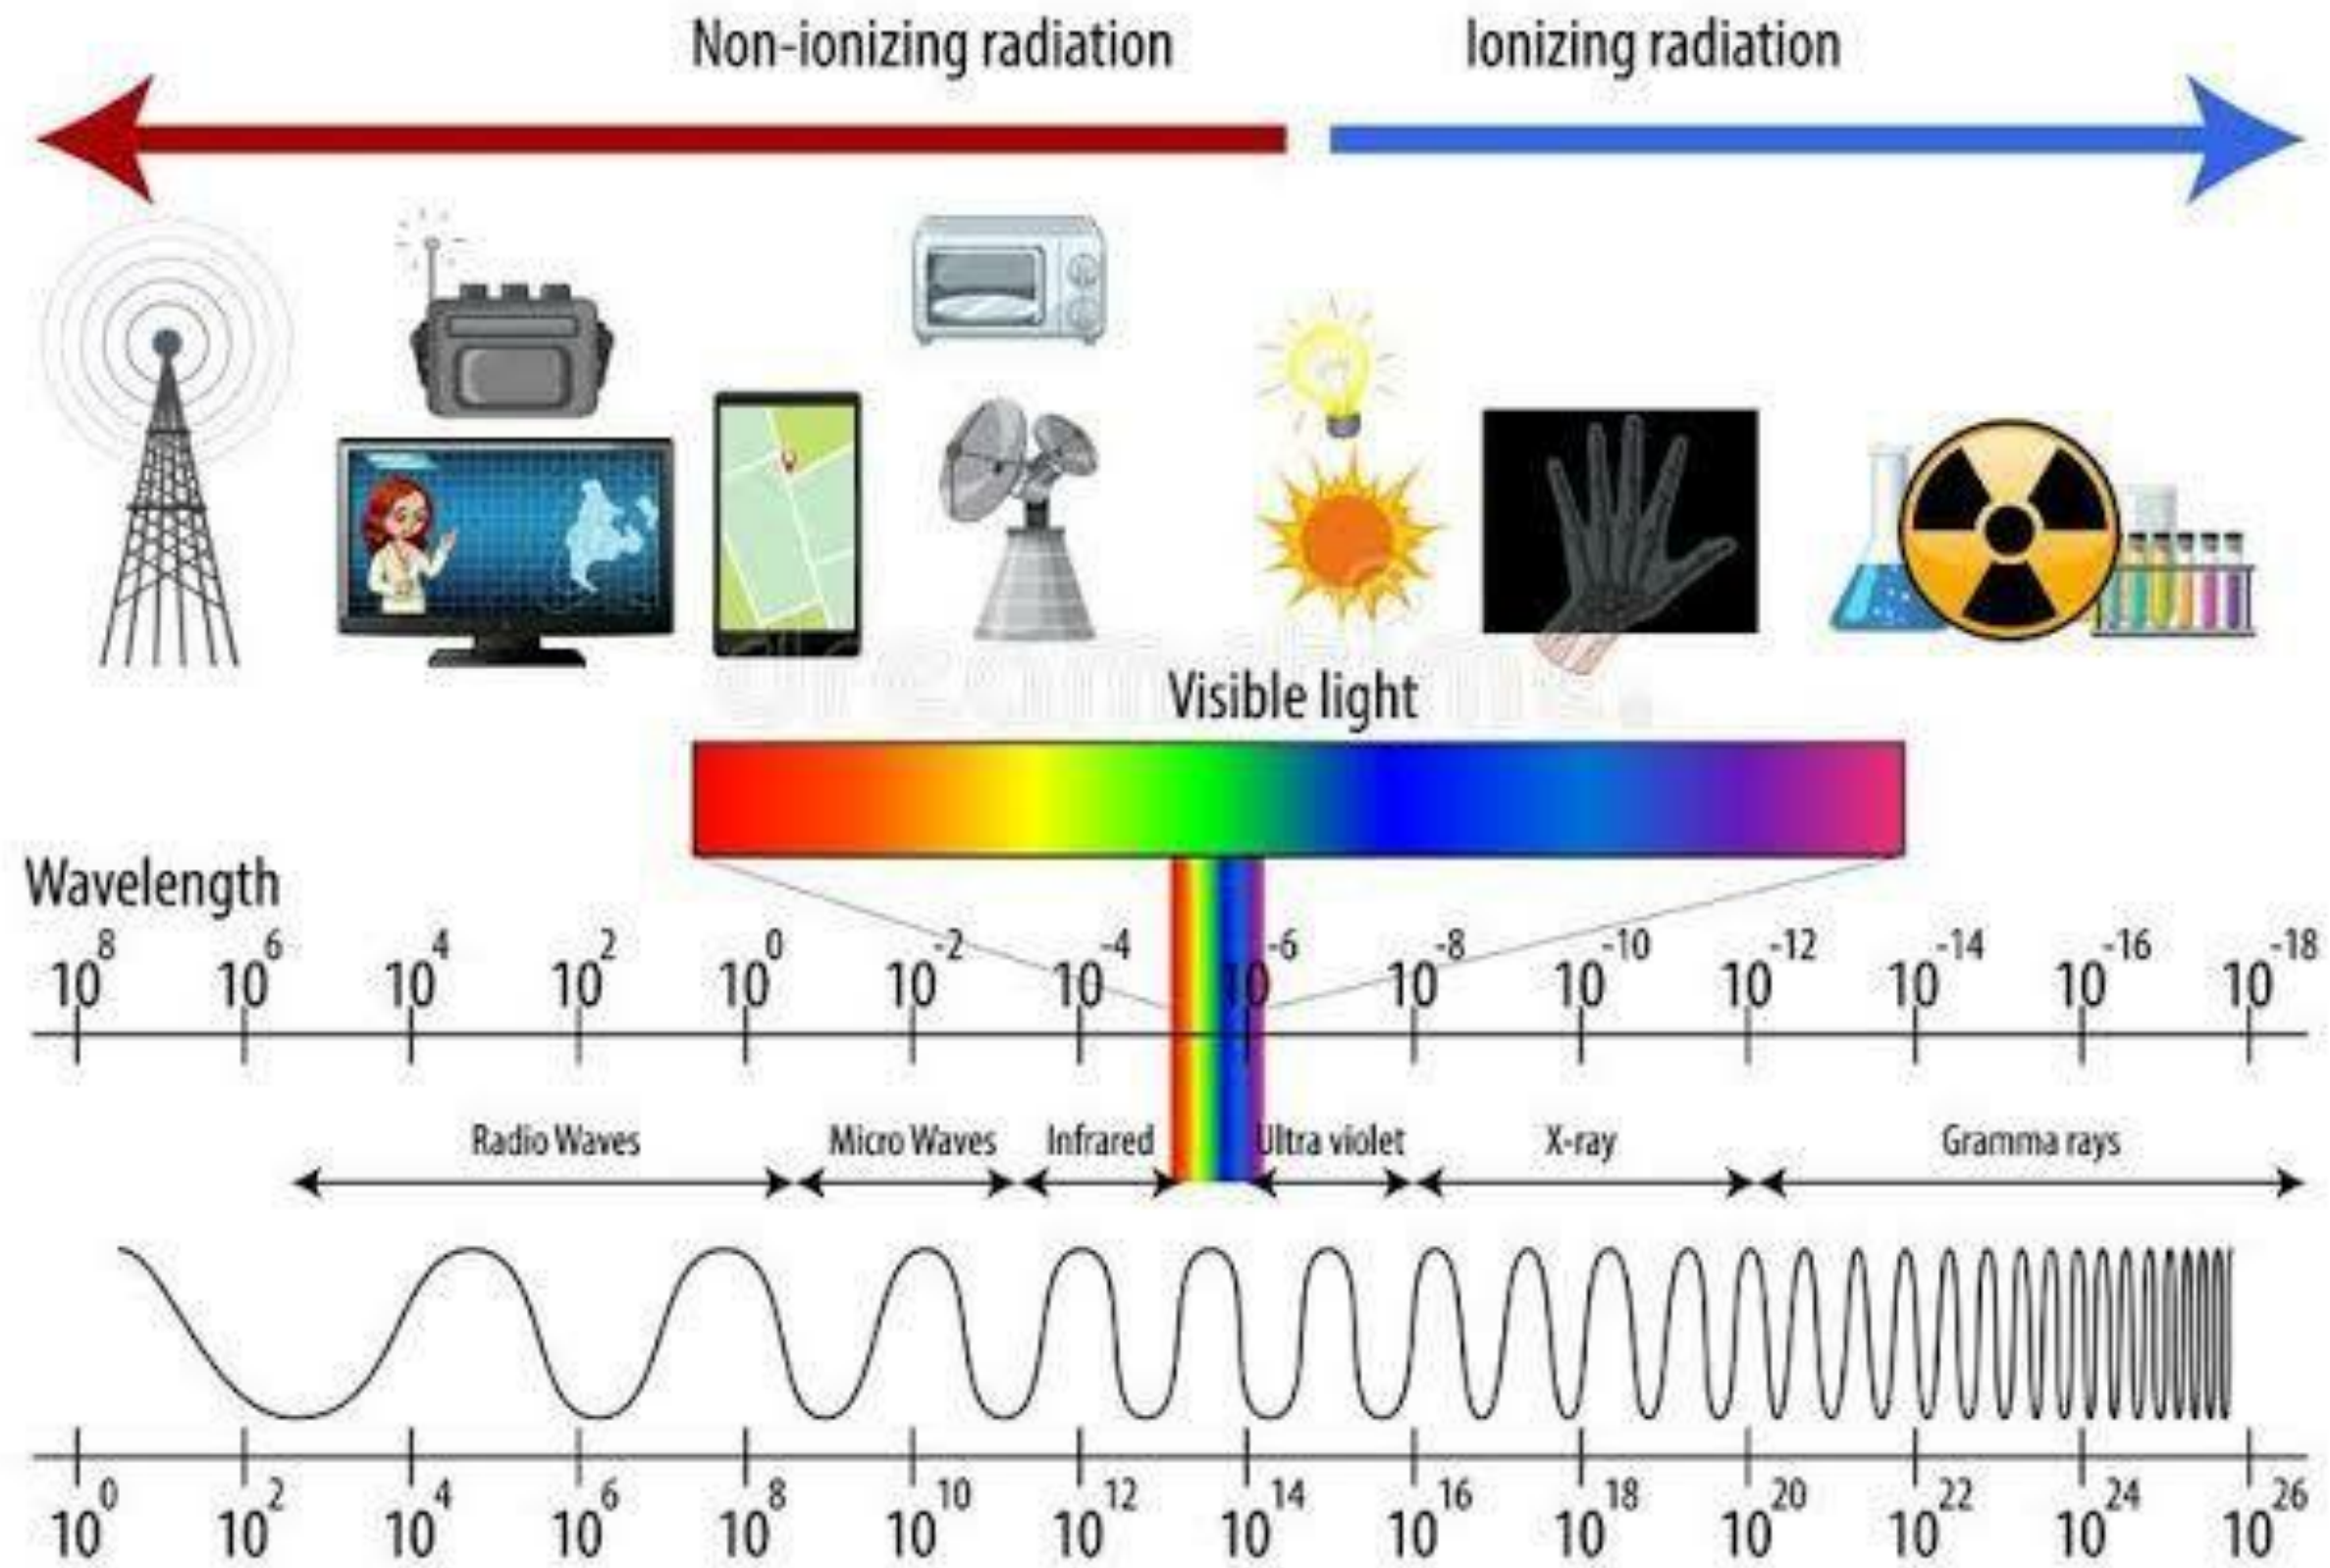 Non-ionizing radiation Ionizing radiation
Visible light
Wavelength
10^8 10^6 10^4 10^2 10^0 10^-2 10^-4 10^-6 10^-8 10^-10 10^-12 10^-14 10^-16 10^-18
Radio Waves Micro Waves Infrared Ultra violet X-ray Gramma rays
10^0 10^2 10^4 10^6 10^8 10^10 10^12 10^14 10^16 10^18 10^20 10^22 10^24 10^26